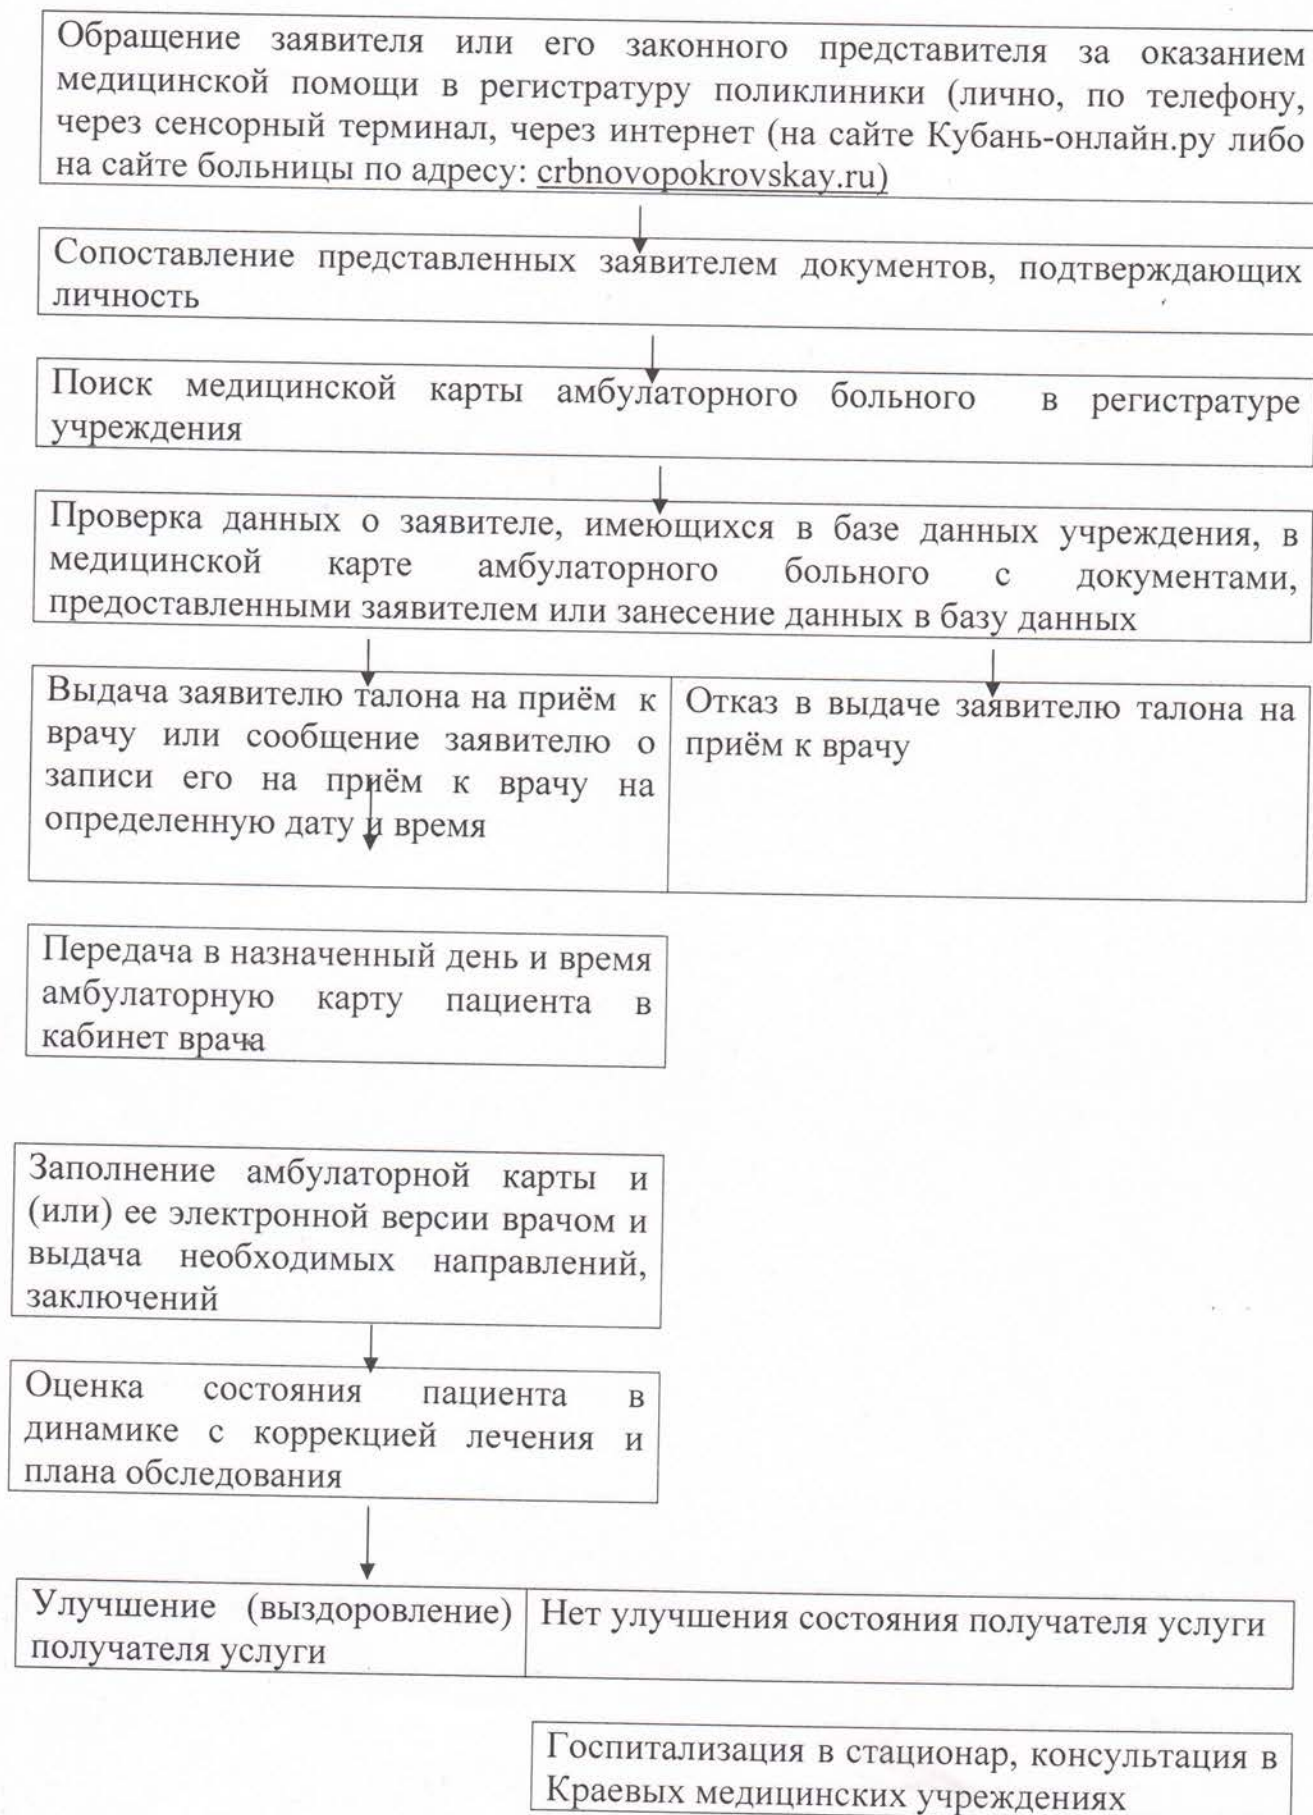 Обращение заявителя или его законного представителя за оказанием
медицинской помощи в регистратуру поликлиники (лично, по телефону,
через сенсорный терминал, через интернет (на сайте Кубань-онлайн.ру либо
на сайте больницы по адресу: crbnovopokrovskay.ru)
Сопоставление представленных заявителем документов, подтверждающих
личность
Поиск медицинской карты амбулаторного больного в регистратуре
учреждения
Проверка данных о заявителе, имеющихся в базе данных учреждения, в
медицинской карте амбулаторного больного с документами,
предоставленными заявителем или занесение данных в базу данных
Выдача заявителю талона на приём к
врачу или сообщение заявителю о
записи его на приём к врачу на
определенную дату и время
Отказ в выдаче заявителю талона на
приём к врачу
Передача в назначенный день и время
амбулаторную карту пациента в
кабинет врача
Заполнение амбулаторной карты и
(или) ее электронной версии врачом и
выдача необходимых направлений,
заключений
Оценка состояния пациента в
динамике с коррекцией лечения и
плана обследования
Улучшение (выздоровление)
получателя услуги
Нет улучшения состояния получателя услуги
Госпитализация в стационар, консультация в
Краевых медицинских учреждениях